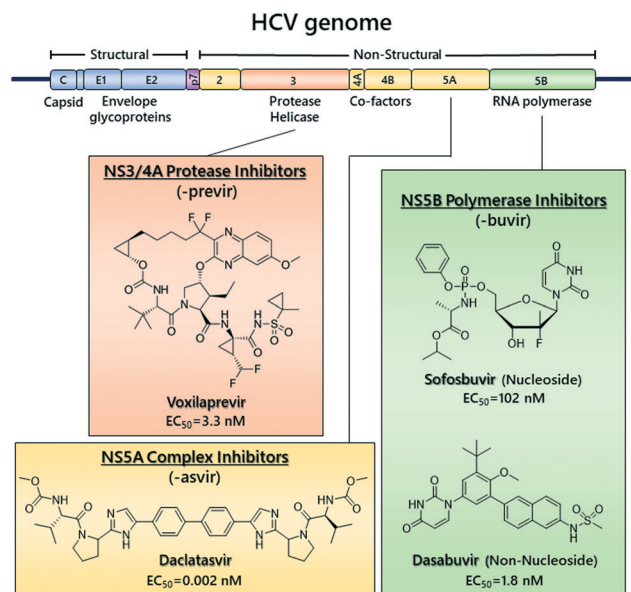 HCV genome
Structural
Non-Structural
C E1 E2 p7 2 3 4A 4B 5A 5B
Capsid
Envelope
glycoproteins
Protease
Helicase
Co-factors
RNA polymerase
NS3/4A Protease Inhibitors
(-previr)
F F
N
N
O
O
O
O
HN
O
N
O
O
HN
O
HN
O
S
O
F
F
Voxilaprevir
EC50=3.3 nM
NS5A Complex Inhibitors
(-asvir)
O
O
NH
O
N
N
N
H
N
N
H
N
O
HN
O
O
Daclatasvir
EC50=0.002 nM
NS5B Polymerase Inhibitors
(-buvir)
O
O
P
O
NH
O
O
O
NH
N
O
OH
F
Sofosbuvir (Nucleoside)
EC50=102 nM
O
HN
N
O
O
N
H
O
S
O
Dasabuvir (Non-Nucleoside)
EC50=1.8 nM